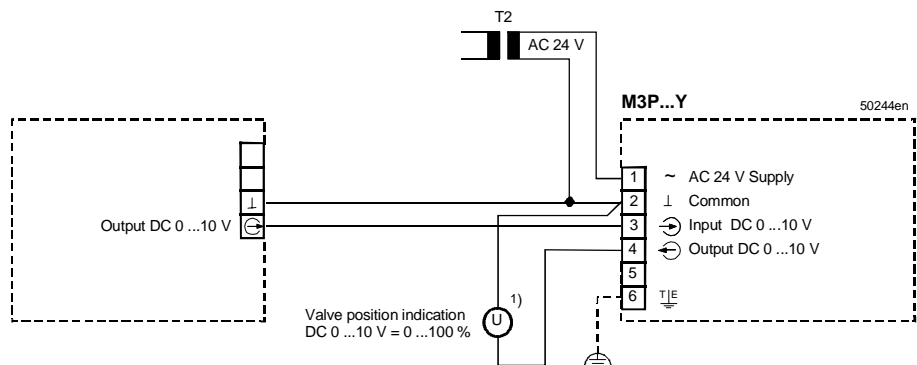 T2
AC 24 V
M3P...Y
50244en
1 ~ AC 24 V Supply
⊥ 2 ⊥ Common
Output DC 0 ...10 V 3 Input DC 0 ...10 V
4 Output DC 0 ...10 V
5
6 T E
1)
Valve position indication U
DC 0 ...10 V = 0 ...100 %